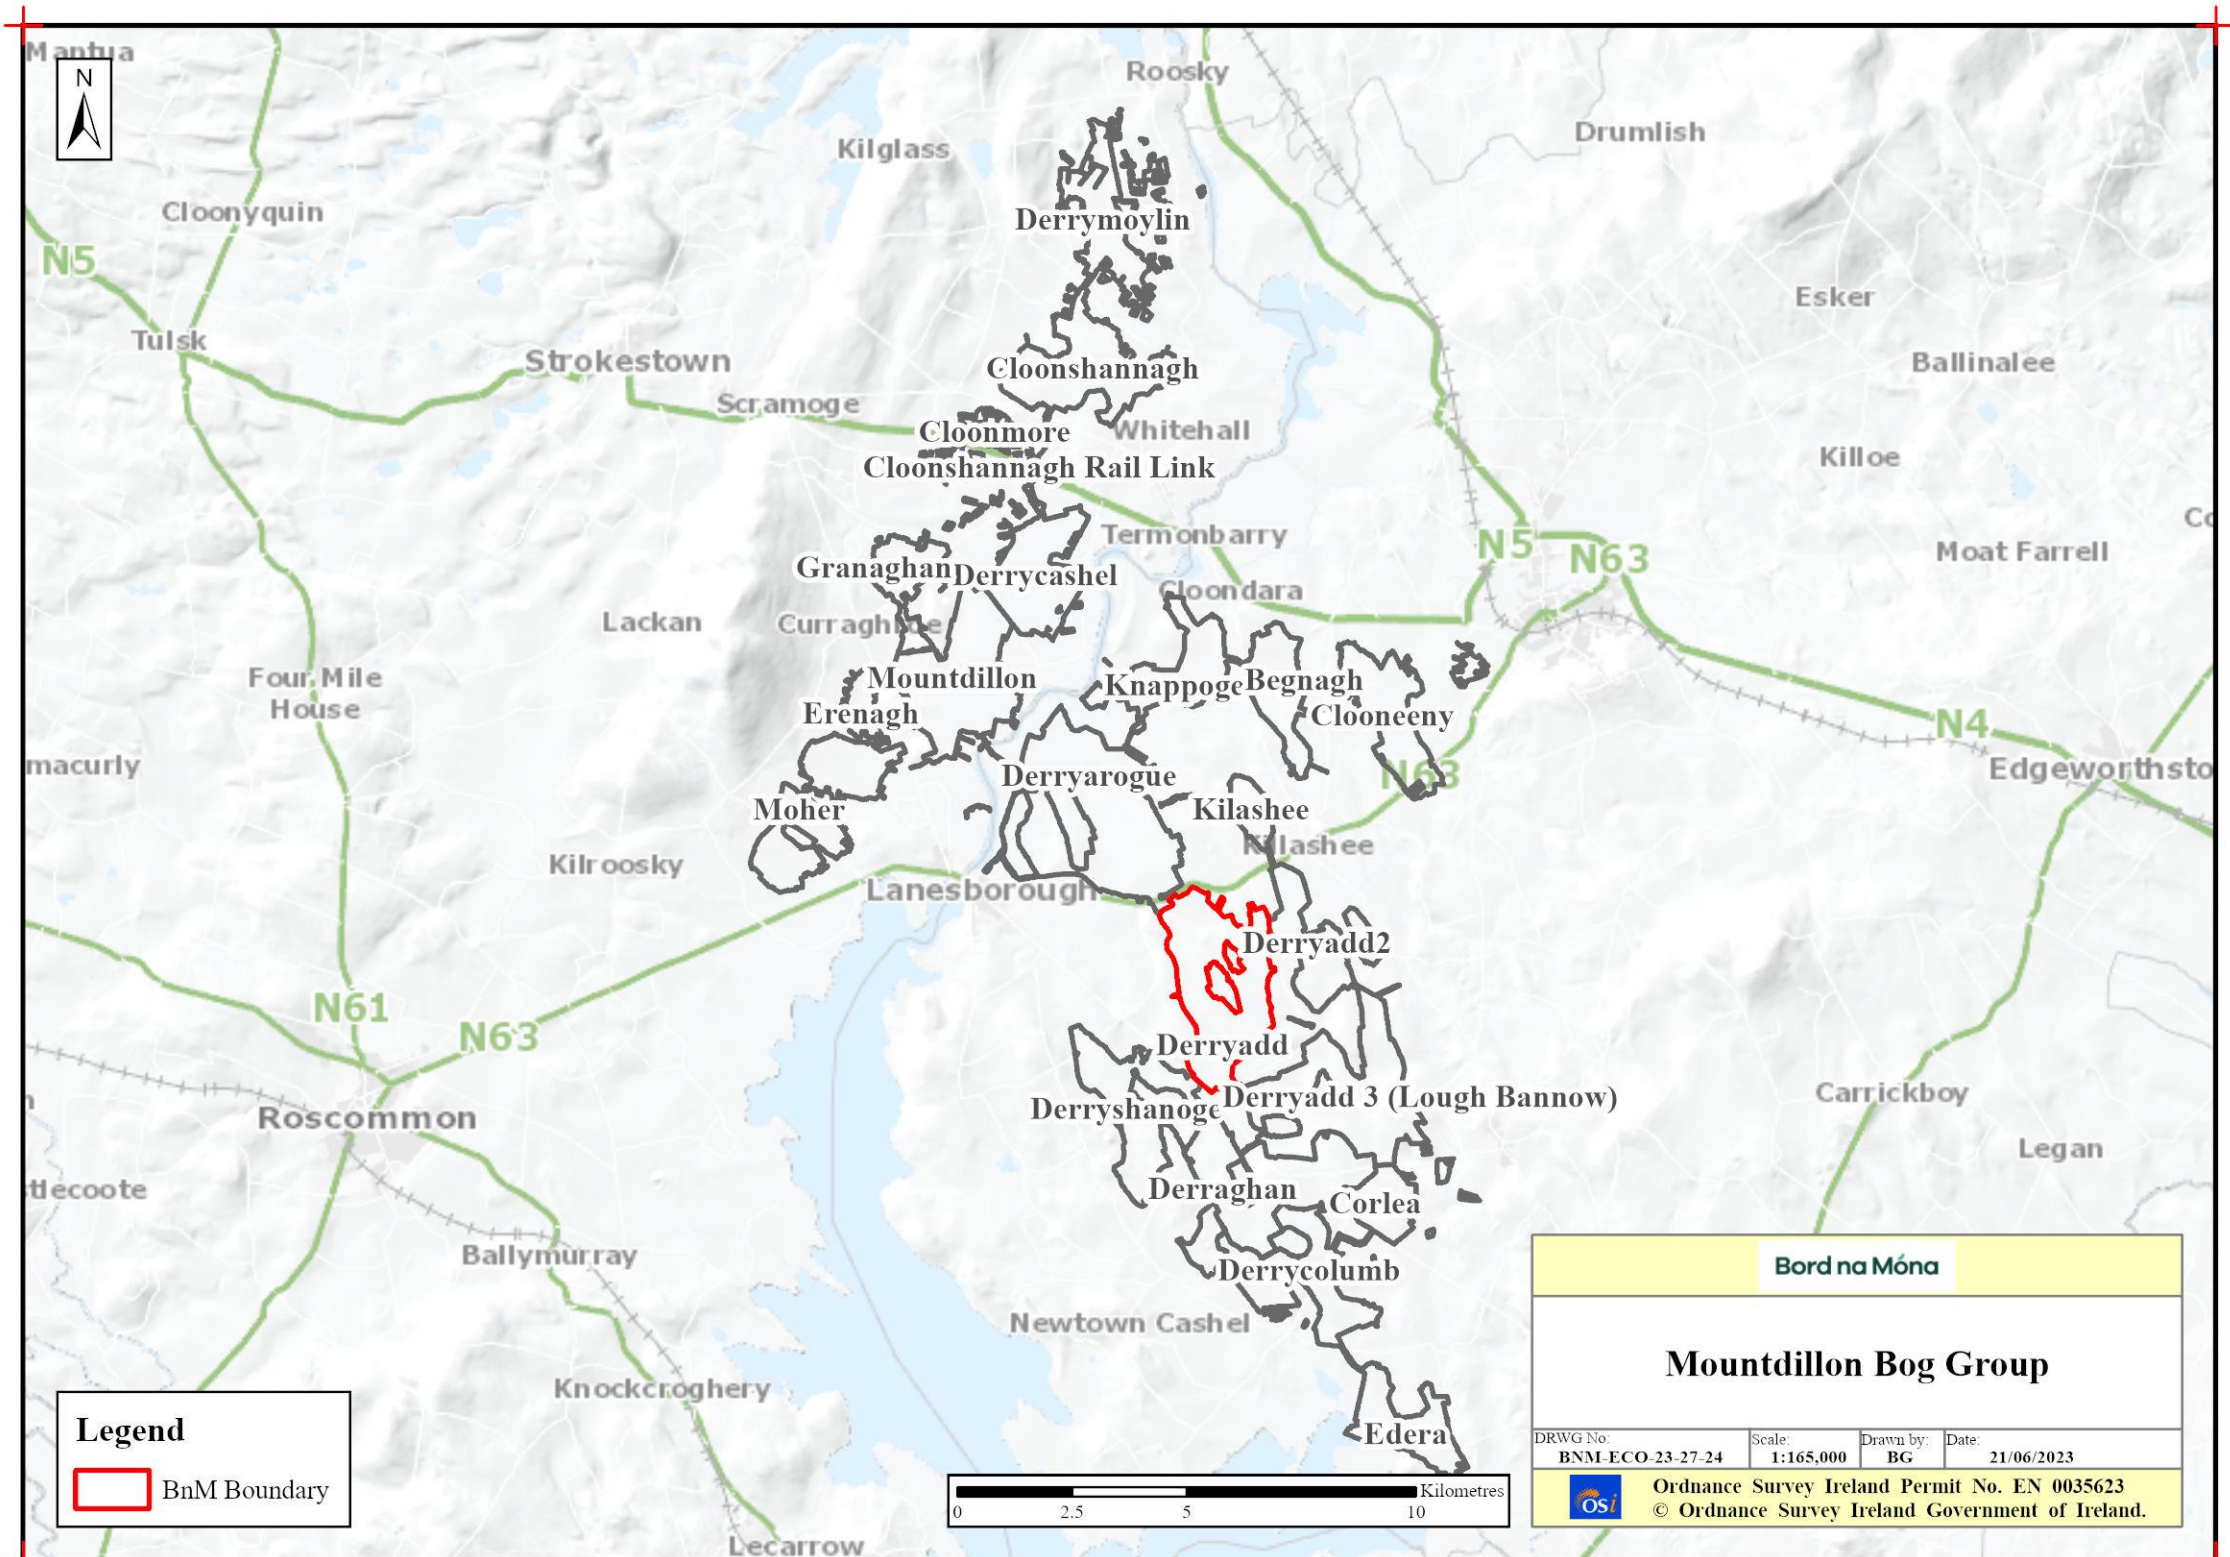 Mantua
N
Roosky
Drumlish
Kilglass
Cloonyquin
Derrymoylin
N5
Esker
Tulsk
Strokestown
Ballinalee
Cloonshannagh
Scramoge
Cloonmore
Whitehall
Killoe
Cloonshannagh Rail Link
Termonbarry
N5
N63
Moat Farrell
Granaghan
Derrycashel
Cloondara
Lackan
Four Mile
House
Mountdillon
Knappoge
Begnagh
Erenagh
Clooneeny
N4
macurly
Derryarogue
N63
Edgeworthsto
Moher
Kilashee
Killashee
Kilroosky
Lanesborough
Derryadd2
N61
N63
Derryadd
Roscommon
Derryshanoge
Derryadd 3 (Lough Bannow)
Carrickboy
Legan
tlecoote
Derraghan
Corlea
Ballymurray
Derrycolumb
Newtown Cashel
Knockcroghery
Edera
Lecarrow
Legend
BnM Boundary
Kilometres
0 2.5 5 10
Bord na Móna
Mountdillon Bog Group
DRWG No: Scale: Drawn by: Date:
BNM-ECO-23-27-24 1:165,000 BG 21/06/2023
OSi
Ordnance Survey Ireland Permit No. EN 0035623
© Ordnance Survey Ireland Government of Ireland.